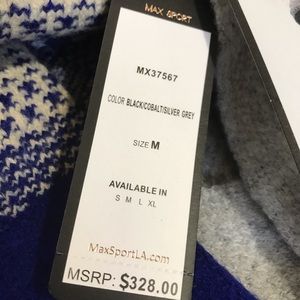 MAX SPORT
MX37567
COLOR BLACK/COBALT/SILVER GREY
SIZE M
AVAILABLE IN
S M L XL
MaxSportLA.com
MSRP: $328.00